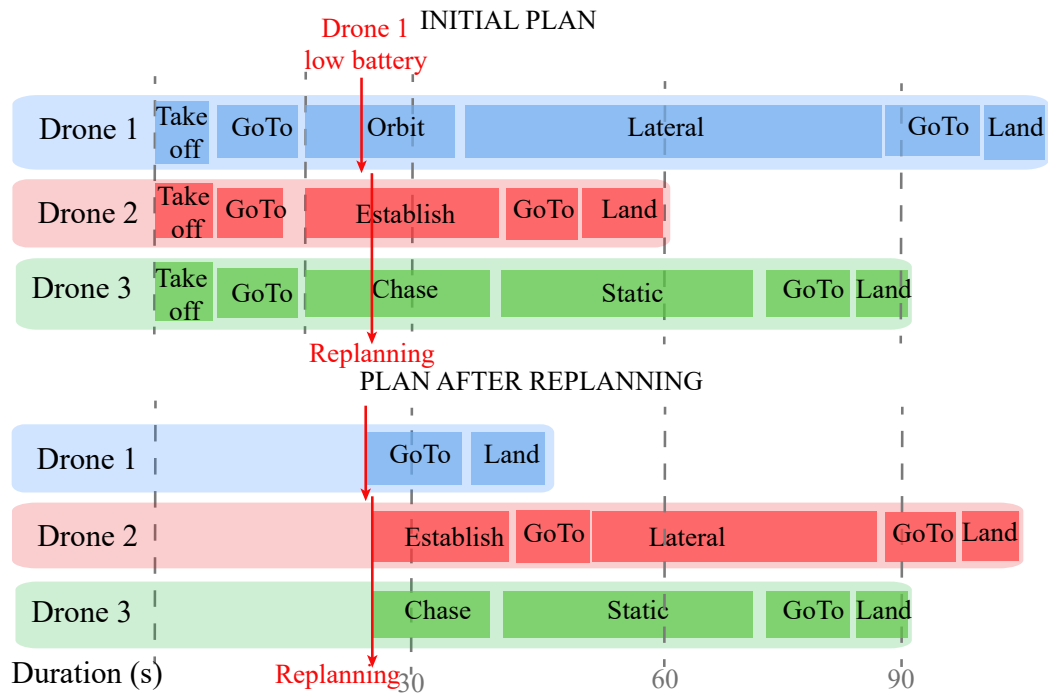 INITIAL PLAN
Drone 1
low battery
Drone 1
Take
off
GoTo
Orbit
Lateral
GoTo
Land
Drone 2
Take
off
GoTo
Establish
GoTo
Land
Drone 3
Take
off
GoTo
Chase
Static
GoTo
Land
Replanning
PLAN AFTER REPLANNING
Drone 1
GoTo
Land
Drone 2
Establish
GoTo
Lateral
GoTo
Land
Drone 3
Chase
Static
GoTo
Land
Duration (s)
Replanning
30
60
90